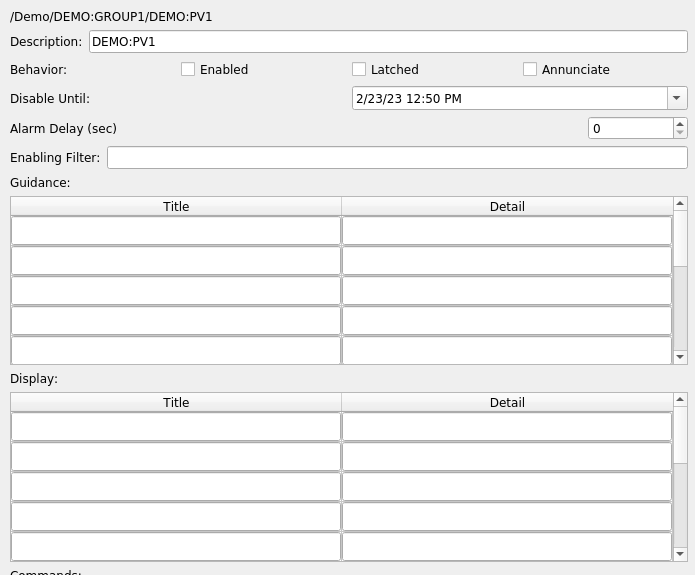 /Demo/DEMO:GROUP1/DEMO:PV1
Description: DEMO:PV1
Behavior: Enabled Latched Annunciate
Disable Until: 2/23/23 12:50 PM
Alarm Delay (sec) 0
Enabling Filter:
Guidance:
Title Detail
Display:
Title Detail
Commands: